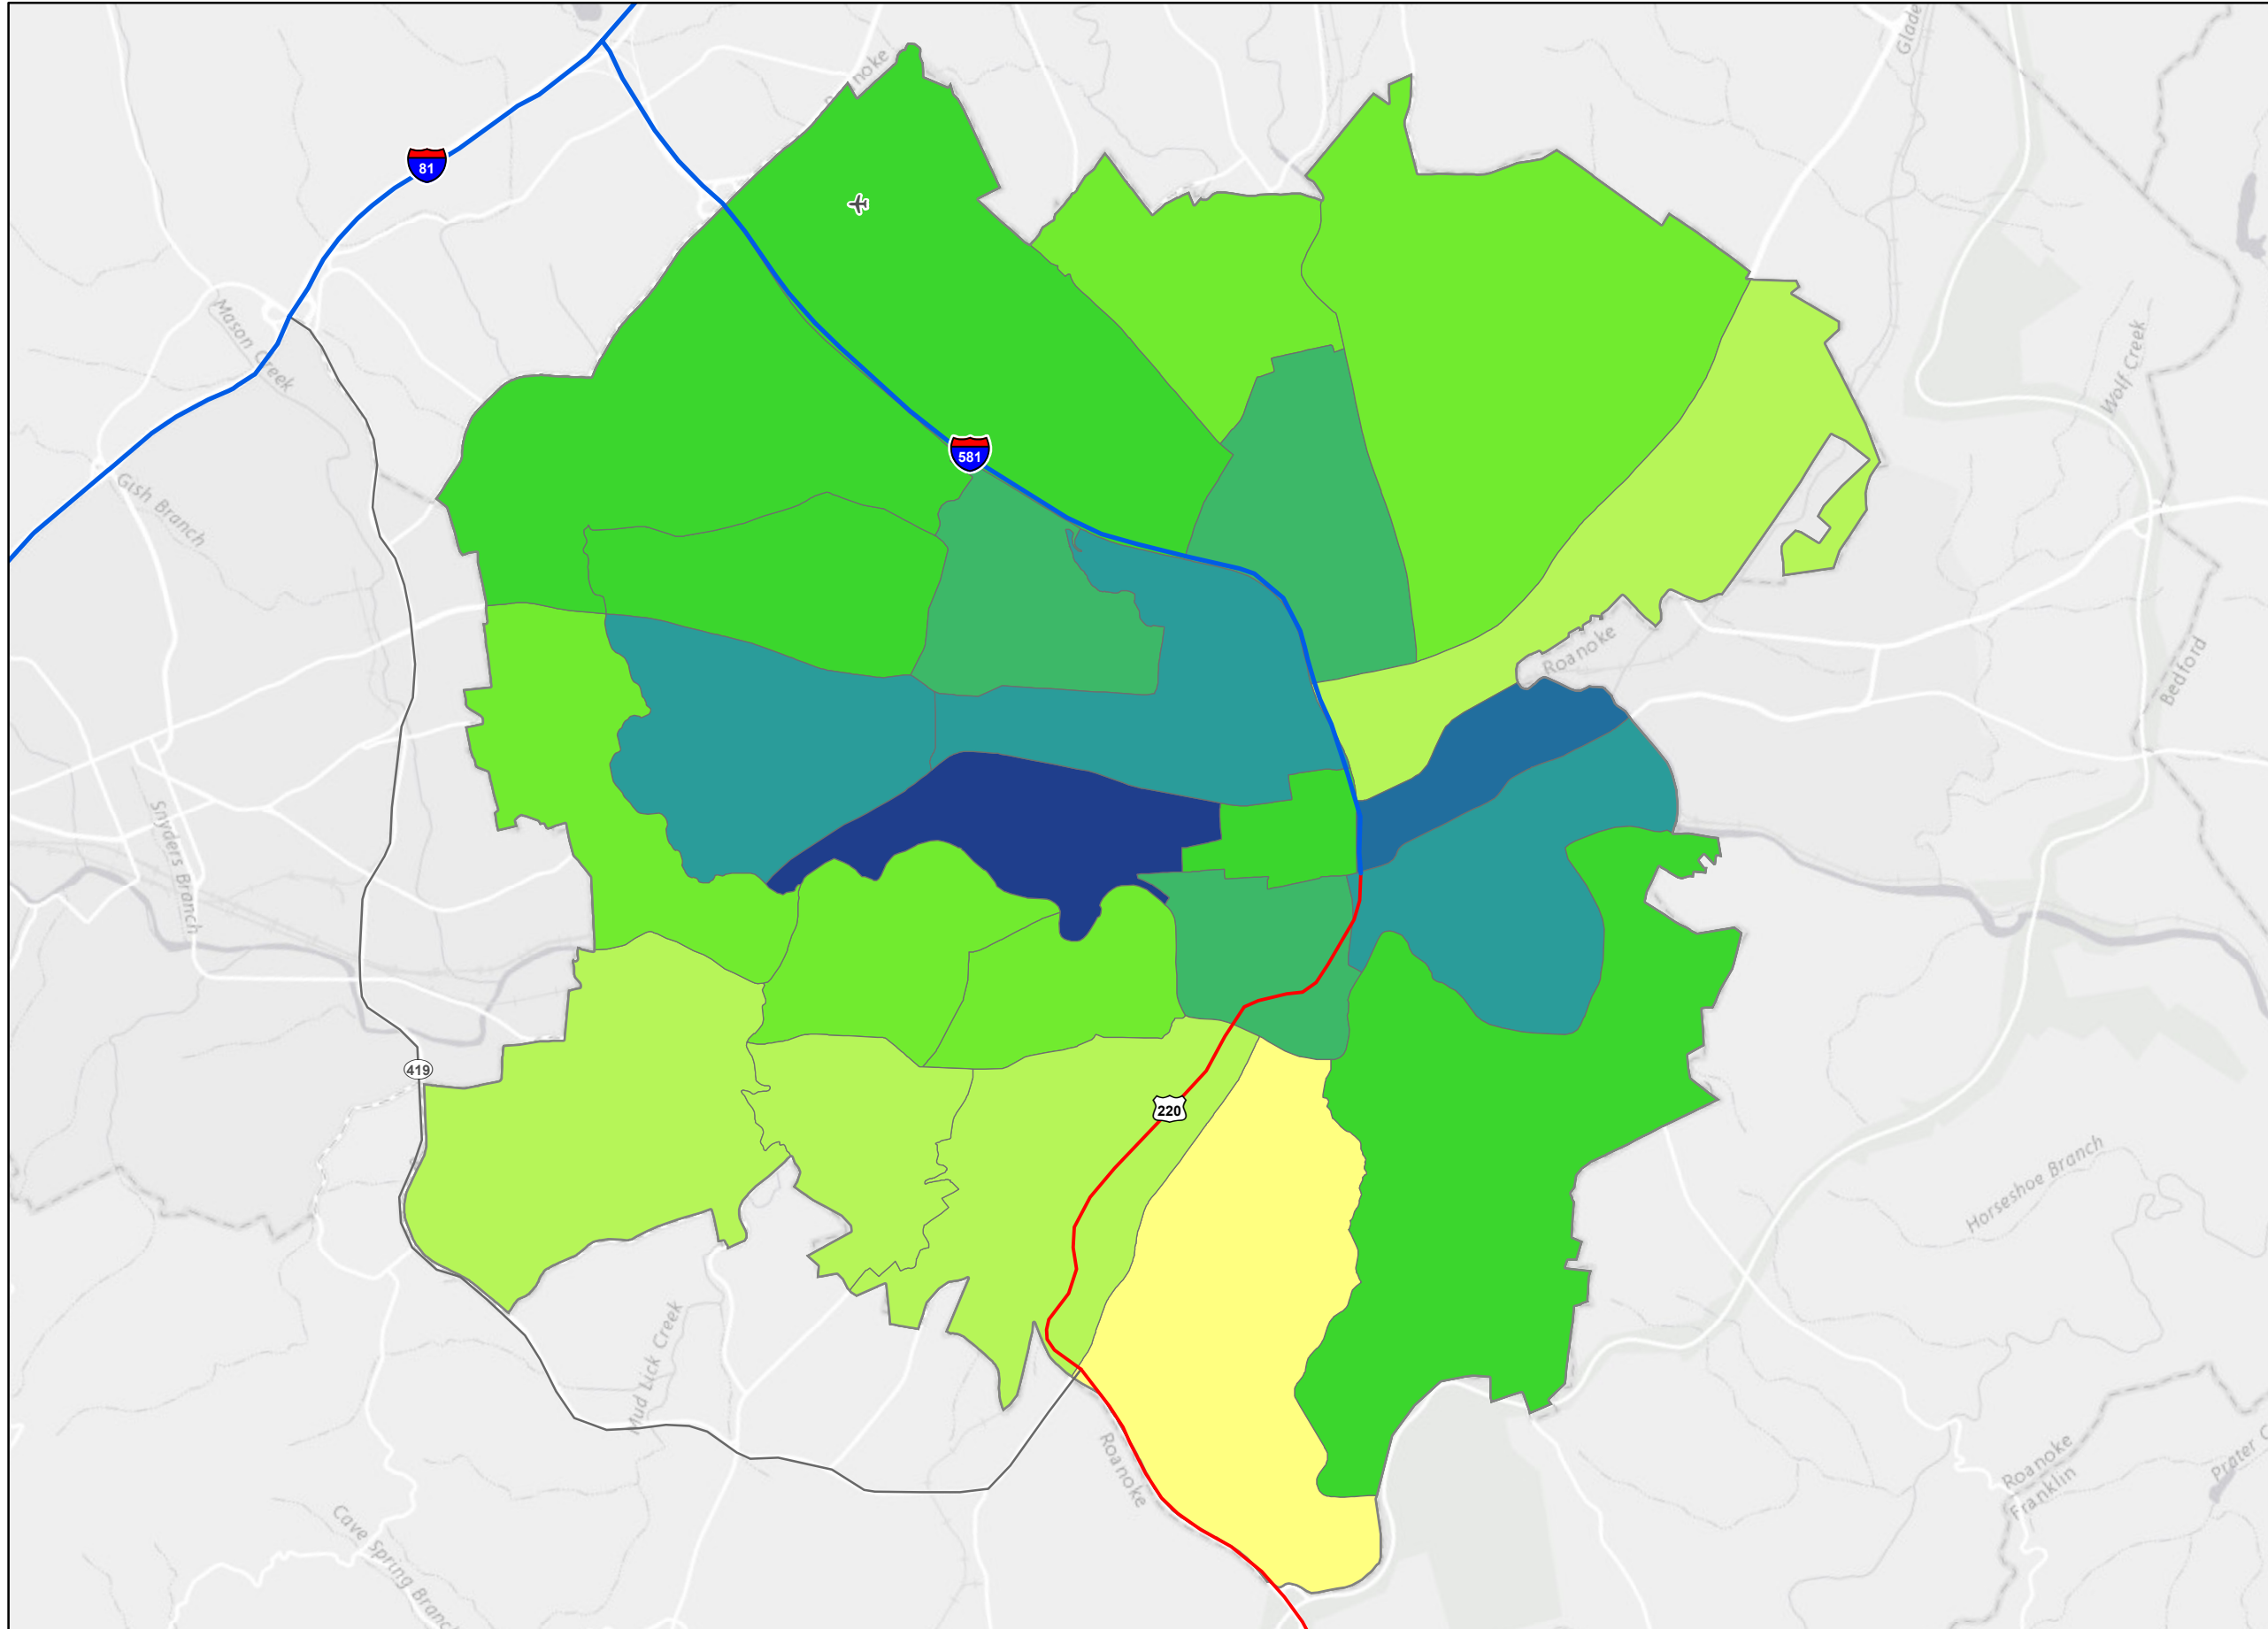 Roanoke
Glade
81
Mason Creek
Wolf Creek
581
Gish Branch
Roanoke
Bedford
Snyders Branch
419
220
Horseshoe Branch
Mud Lick Creek
Roanoke
Roanoke
Franklin
Prater C
Cave Spring Branch